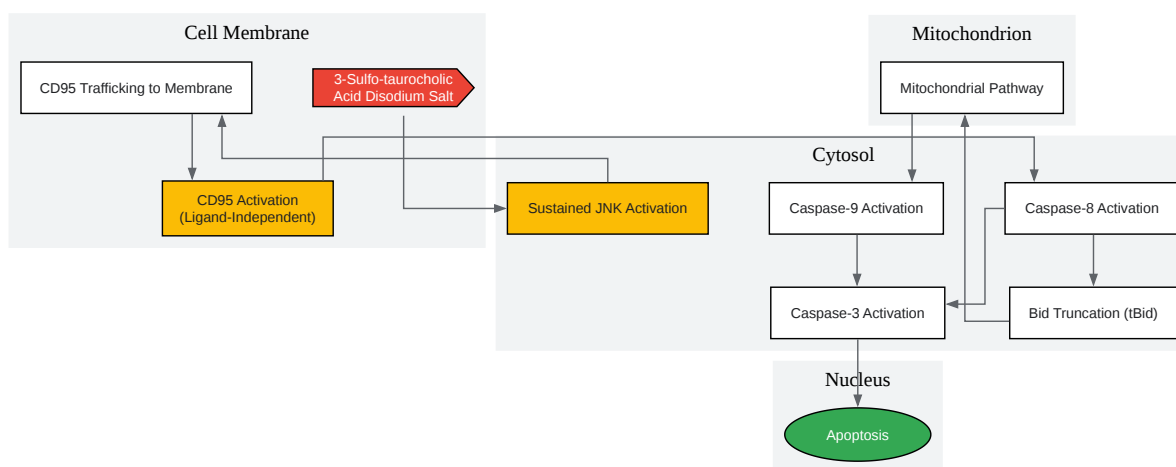 Cell Membrane
CD95 Trafficking to Membrane
3-Sulfo-taurocholic
Acid Disodium Salt
CD95 Activation
(Ligand-Independent)
Mitochondrion
Mitochondrial Pathway
Cytosol
Sustained JNK Activation
Caspase-9 Activation
Caspase-8 Activation
Caspase-3 Activation
Bid Truncation (tBid)
Nucleus
Apoptosis